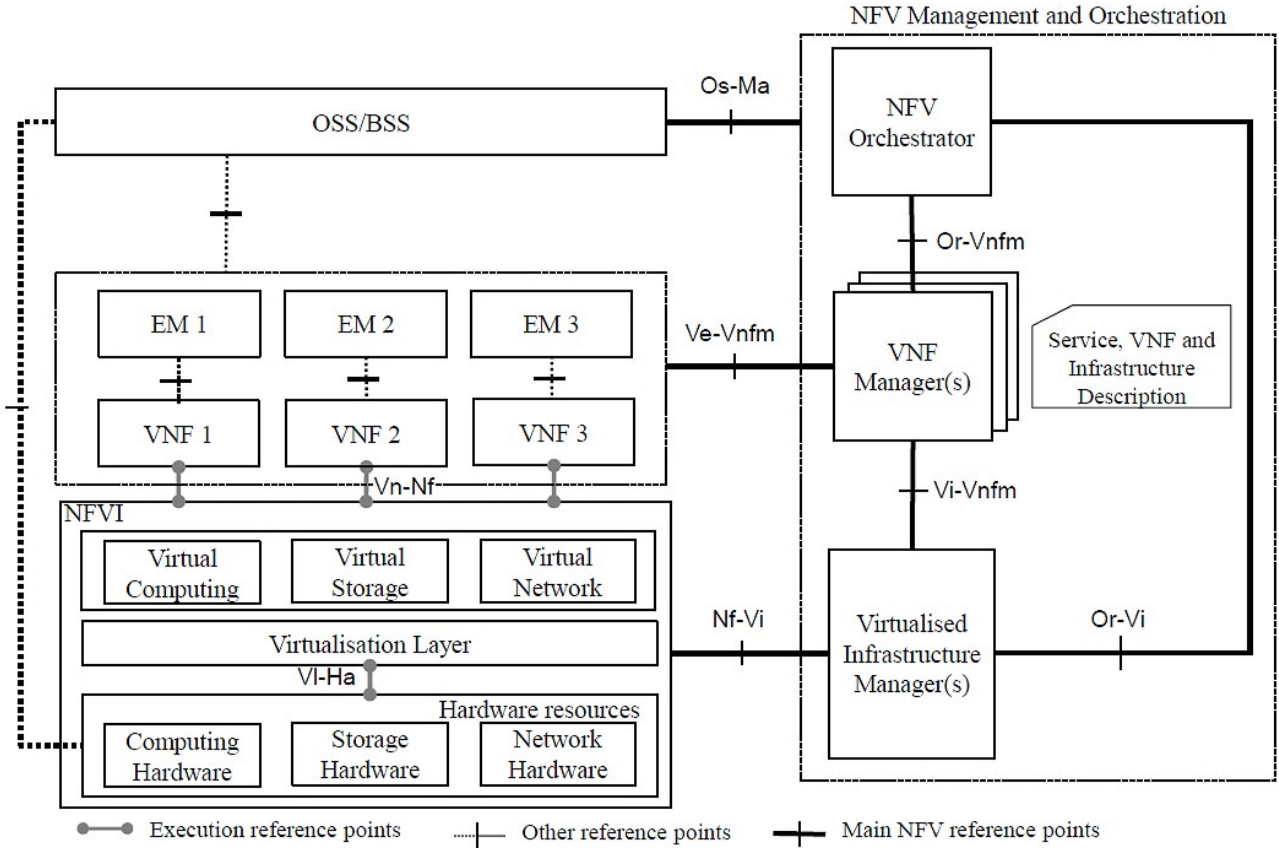 NFV Management and Orchestration
Os-Ma
OSS/BSS
NFV
Orchestrator
Or-Vnfm
EM 1
EM 2
EM 3
Ve-Vnfm
VNF
Manager(s)
Service, VNF and
Infrastructure
Description
VNF 1
VNF 2
VNF 3
Vn-Nf
Vi-Vnfm
NFVI
Virtual
Computing
Virtual
Storage
Virtual
Network
Nf-Vi
Virtualised
Infrastructure
Manager(s)
Or-Vi
Virtualisation Layer
Vl-Ha
Hardware resources
Computing
Hardware
Storage
Hardware
Network
Hardware
Execution reference points
Other reference points
Main NFV reference points